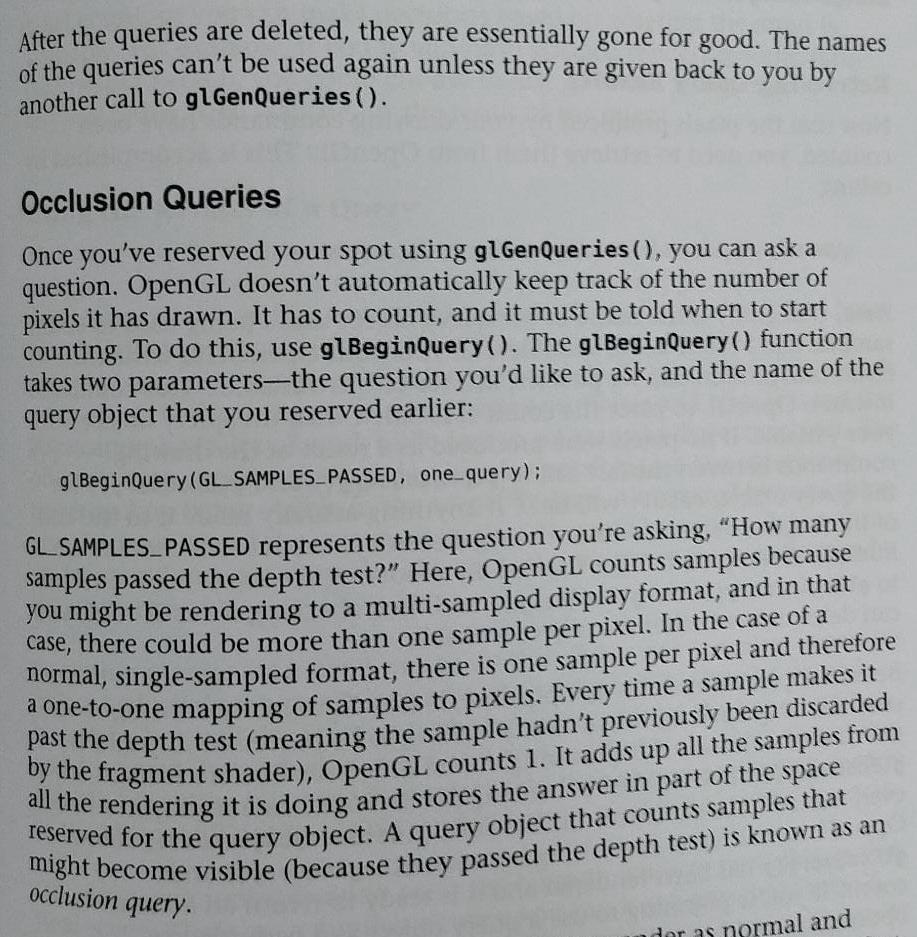 After the queries are deleted, they are essentially gone for good. The names
of the queries can't be used again unless they are given back to you by
another call to glGenQueries().
Occlusion Queries
Once you've reserved your spot using glGenQueries(), you can ask a
question. OpenGL doesn't automatically keep track of the number of
pixels it has drawn. It has to count, and it must be told when to start
counting. To do this, use glBeginQuery(). The glBeginQuery() function
takes two parameters—the question you'd like to ask, and the name of the
query object that you reserved earlier:
glBeginQuery(GL_SAMPLES_PASSED, one_query);
GL_SAMPLES_PASSED represents the question you're asking, “How many
samples passed the depth test?” Here, OpenGL counts samples because
you might be rendering to a multi-sampled display format, and in that
case, there could be more than one sample per pixel. In the case of a
normal, single-sampled format, there is one sample per pixel and therefore
a one-to-one mapping of samples to pixels. Every time a sample makes it
past the depth test (meaning the sample hadn't previously been discarded
by the fragment shader), OpenGL counts 1. It adds up all the samples from
all the rendering it is doing and stores the answer in part of the space
reserved for the query object. A query object that counts samples that
might become visible (because they passed the depth test) is known as an
occlusion query.
as normal and